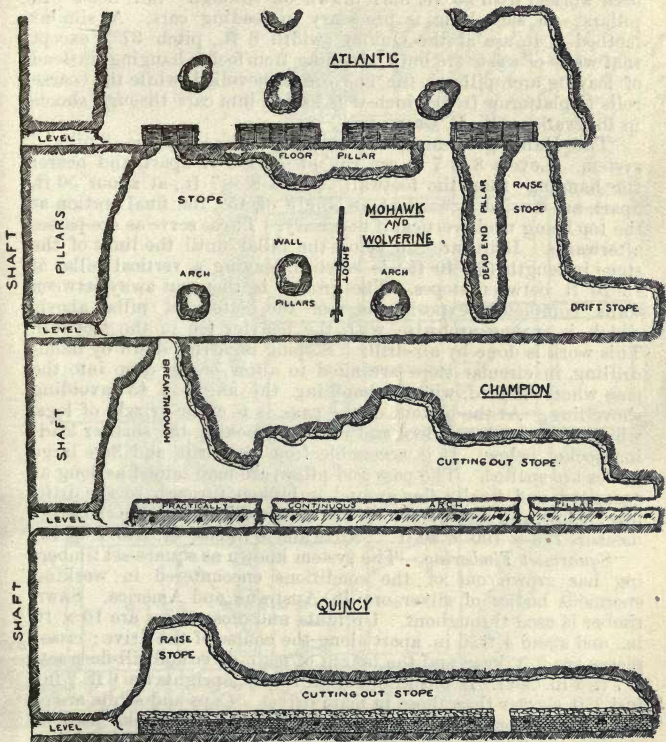 ATLANTIC
LEVEL
FLOOR PILLAR
STOPE
RAISE
STOPE
DEAD END PILLAR
MOHAWK
AND
WOLVERINE
SHAFT
PILLARS
WALL
PILLARS
ARCH
CHUTE
ARCH
DRIFT STOPE
LEVEL
BREAK-THROUGH
CHAMPION
SHAFT
CUTTING OUT STOPE
PRACTICALLY CONTINUOUS ARCH PILLAR
LEVEL
QUINCY
SHAFT
RAISE
STOPE
CUTTING OUT STOPE
LEVEL